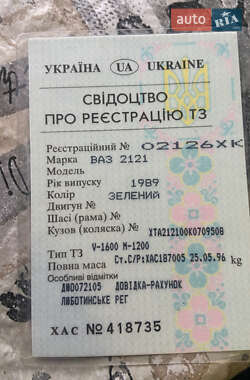 AUTO RIA
УКРАЇНА UA UKRAINE
СВІДОЦТВО
ПРО РЕЄСТРАЦІЮ ТЗ
Реєстраційний № 02126ХК
Марка ВАЗ 2121
Модель
Рік випуску 1989
Колір ЗЕЛЕНИЙ
Двигун №
Шасі (рама) №
Кузов (коляска) № XTA212100K0709508
V-1600 M-1200
Тип ТЗ
Ст.С/Р:ХАС187005 25.05.96
Повна маса kg
Особливі відмітки
ДИО072105 ДОВІДКА-РАХУНОК
ЛЮБОТИНСЬКЕ РЕГ
ХАС №418735